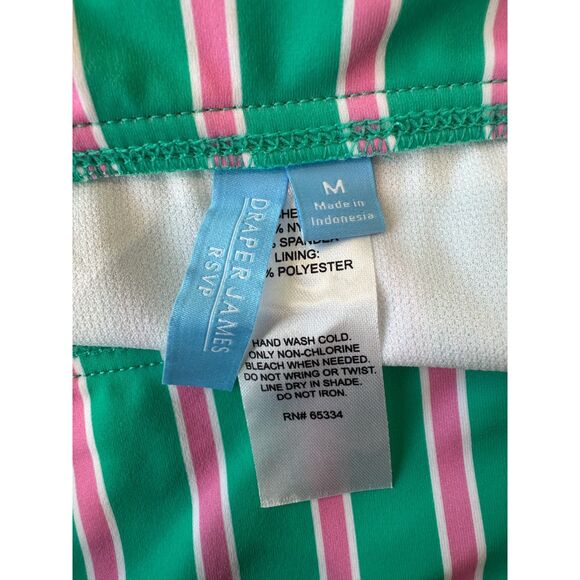 DRAPER JAMES
RSVP
M
Made in
Indonesia
LINING:
POLYESTER
HAND WASH COLD.
ONLY NON-CHLORINE
BLEACH WHEN NEEDED.
DO NOT WRING OR TWIST.
LINE DRY IN SHADE.
DO NOT IRON.
RN# 65334